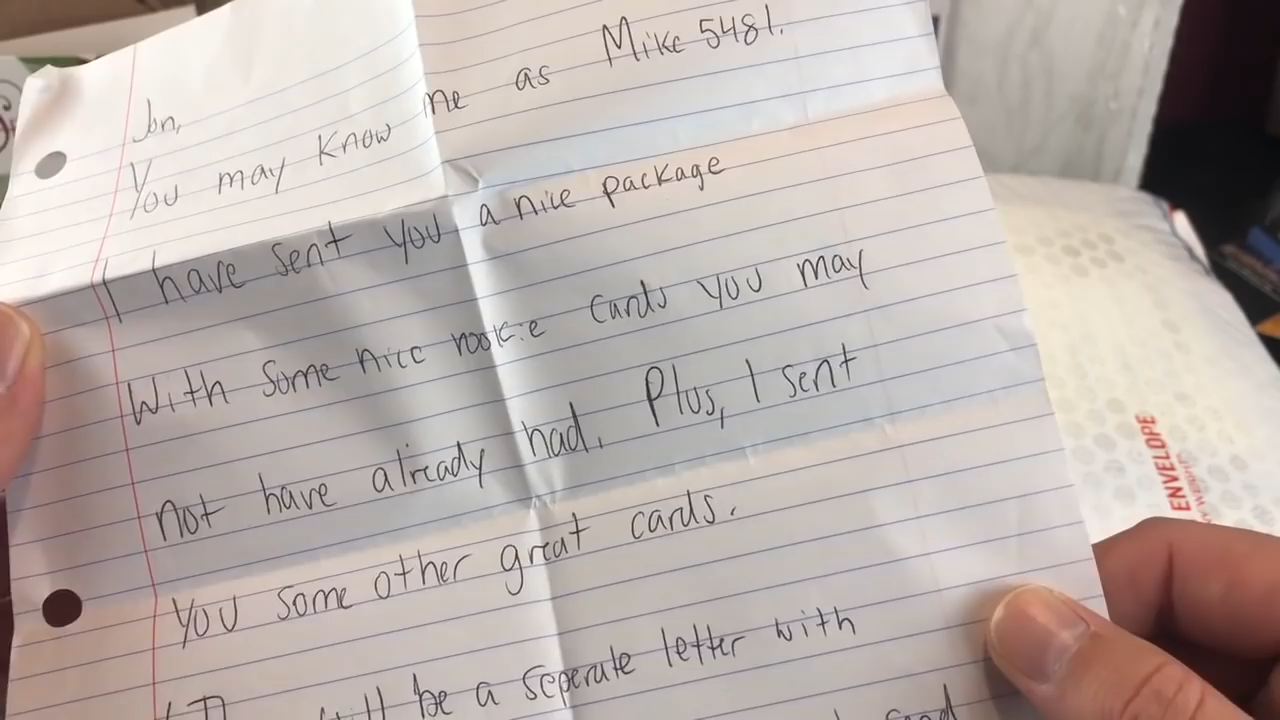 Jon,
You may know me as Mike 5481.
I have sent you a nice package
with some nice rookie cards you may
not have already had. Plus, I sent
you some other great cards.
be a seperate letter with
send
ENVELOPE